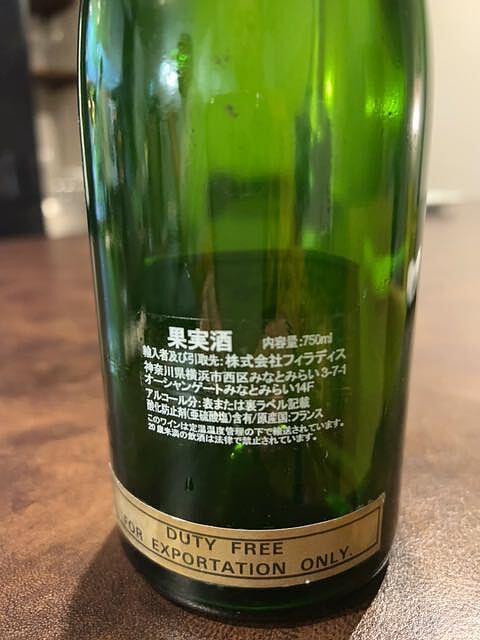 果実酒 内容量:750ml
輸入者及び引取先:株式会社フィラディス
神奈川県横浜市西区みなとみらい3-7-1
オーシャンゲートみなとみらい14F
アルコール分:表または裏ラベル記載
酸化防止剤(亜硫酸塩)含有/原産国:フランス
このワインは定温温度管理の下で輸送されています。
20歳未満の飲酒は法律で禁止されています。
DUTY FREE
FOR EXPORTATION ONLY.